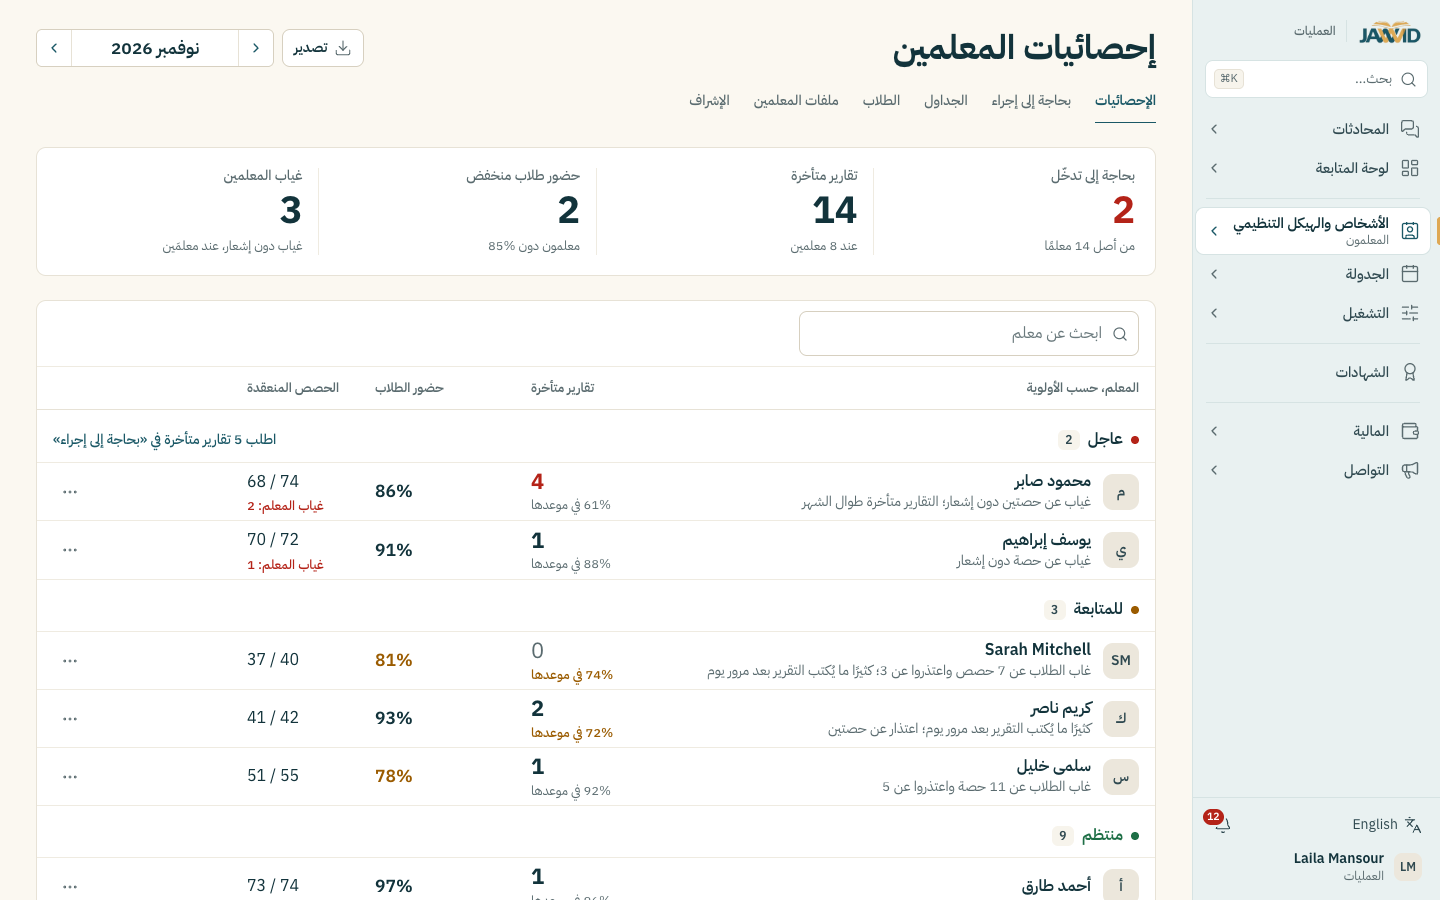 JAWWID
العمليات
بحث...
⌘K
المحادثات
لوحة المتابعة
الأشخاص والهيكل التنظيمي
المعلمون
الجدولة
التشغيل
الشهادات
المالية
التواصل
English
12
LM
Laila Mansour
العمليات
إحصائيات المعلمين
تصدير
نوفمبر 2026
الإحصائيات
بحاجة إلى إجراء
الجداول
الطلاب
ملفات المعلمين
الإشراف
بحاجة إلى تدخّل
2
من أصل 14 معلمًا
تقارير متأخرة
14
عند 8 معلمين
حضور طلاب منخفض
2
معلمون دون 85%
غياب المعلمين
3
غياب دون إشعار، عند معلمَين
ابحث عن معلم
المعلم، حسب الأولوية
تقارير متأخرة
حضور الطلاب
الحصص المنعقدة
عاجل 2
اطلب 5 تقارير متأخرة في «بحاجة إلى إجراء»
م
محمود صابر
غياب عن حصتين دون إشعار؛ التقارير متأخرة طوال الشهر
4
61% في موعدها
86%
68 / 74
غياب المعلم: 2
ي
يوسف إبراهيم
غياب عن حصة دون إشعار
1
88% في موعدها
91%
70 / 72
غياب المعلم: 1
للمتابعة 3
SM
Sarah Mitchell
غاب الطلاب عن 7 حصص واعتذروا عن 3؛ كثيرًا ما يُكتب التقرير بعد مرور يوم
0
74% في موعدها
81%
37 / 40
ك
كريم ناصر
كثيرًا ما يُكتب التقرير بعد مرور يوم؛ اعتذار عن حصتين
2
72% في موعدها
93%
41 / 42
س
سلمى خليل
غاب الطلاب عن 11 حصة واعتذروا عن 5
1
92% في موعدها
78%
51 / 55
منتظم 9
أ
أحمد طارق
1
97%
73 / 74